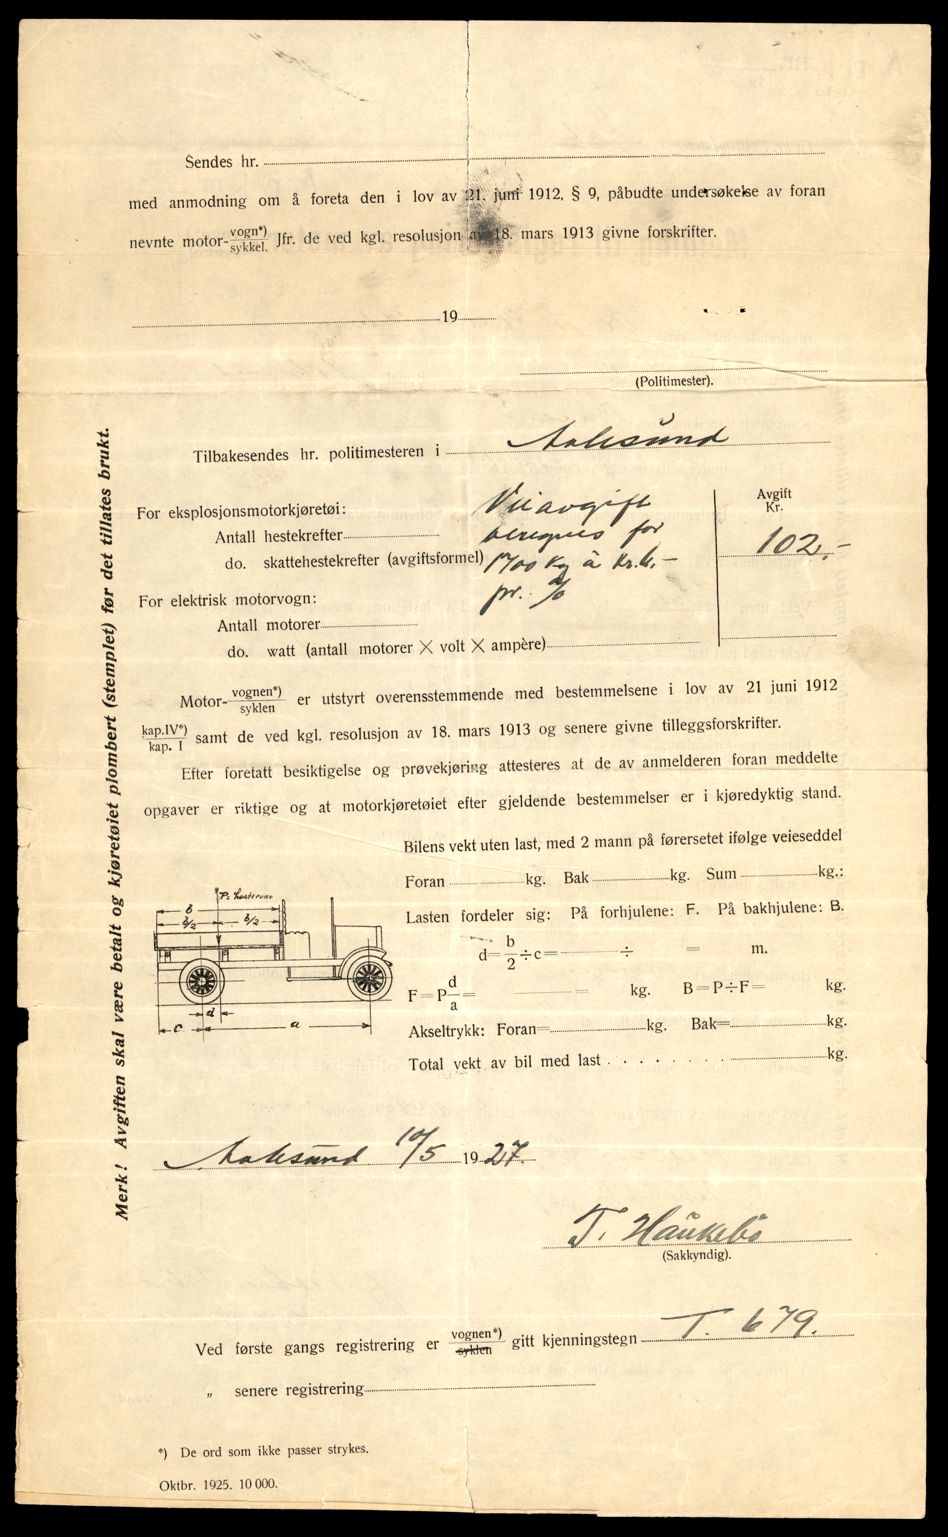 Sendes hr.
med anmodning om å foreta den i lov av 21. juni 1912, § 9, påbudte undersøkelse av foran
nevnte motor- vogn*) sykkel. Jfr. de ved kgl. resolusjon av 18. mars 1913 givne forskrifter.
19
(Politimester).
Merk! Avgiften skal være betalt og kjøretøiet plombert (stemplet) før det tillates brukt.
Tilbakesendes hr. politimesteren i Aalesund
Avgift
Kr.
For eksplosjonsmotorkjøretøi: Veiavgift
Antall hestekrefter beregnes for 102,-
do. skattehestekrefter (avgiftsformel) 1700 Kg à Kr. 6.-
For elektrisk motorvogn: pr. %
Antall motorer
do. watt (antall motorer × volt × ampère)
Motor- vognen*) syklen er utstyrt overensstemmende med bestemmelsene i lov av 21 juni 1912
kap. IV*) kap. I samt de ved kgl. resolusjon av 18. mars 1913 og senere givne tilleggsforskrifter.
Efter foretatt besiktigelse og prøvekjøring attesteres at de av anmelderen foran meddelte
opgaver er riktige og at motorkjøretøiet efter gjeldende bestemmelser er i kjøredyktig stand.
Bilens vekt uten last, med 2 mann på førersetet ifølge veieseddel
Foran kg. Bak kg. Sum kg.:
Lasten fordeler sig: På forhjulene: F. På bakhjulene: B.
d = b/2 ÷ c = ÷ = m.
F = P d/a = = kg. B = P ÷ F = kg.
Akseltrykk: Foran= kg. Bak= kg.
Total vekt av bil med last kg.
P =
b
b/2 b/2
d
c a
Aalesund 10/5 1927.
T. Haukebø
(Sakkyndig).
Ved første gangs registrering er vognen*) syklen gitt kjenningstegn T. 679.
„ senere registrering
*) De ord som ikke passer strykes.
Oktbr. 1925. 10 000.